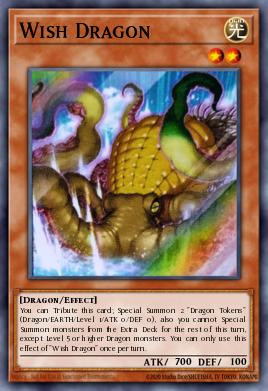 Wish Dragon
光
[Dragon/Effect]
You can Tribute this card; Special Summon 2 "Dragon Tokens"
(Dragon/EARTH/Level 1/ATK 0/DEF 0), also you cannot Special
Summon monsters from the Extra Deck for the rest of this turn,
except Level 5 or higher Dragon monsters. You can only use this
effect of "Wish Dragon" once per turn.
ATK/ 700 DEF/ 100